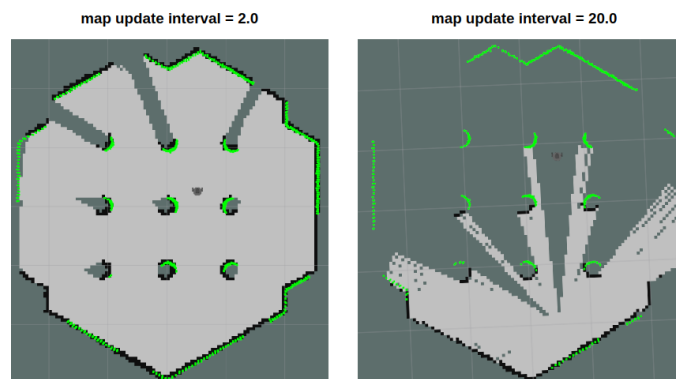 map update interval = 2.0
map update interval = 20.0